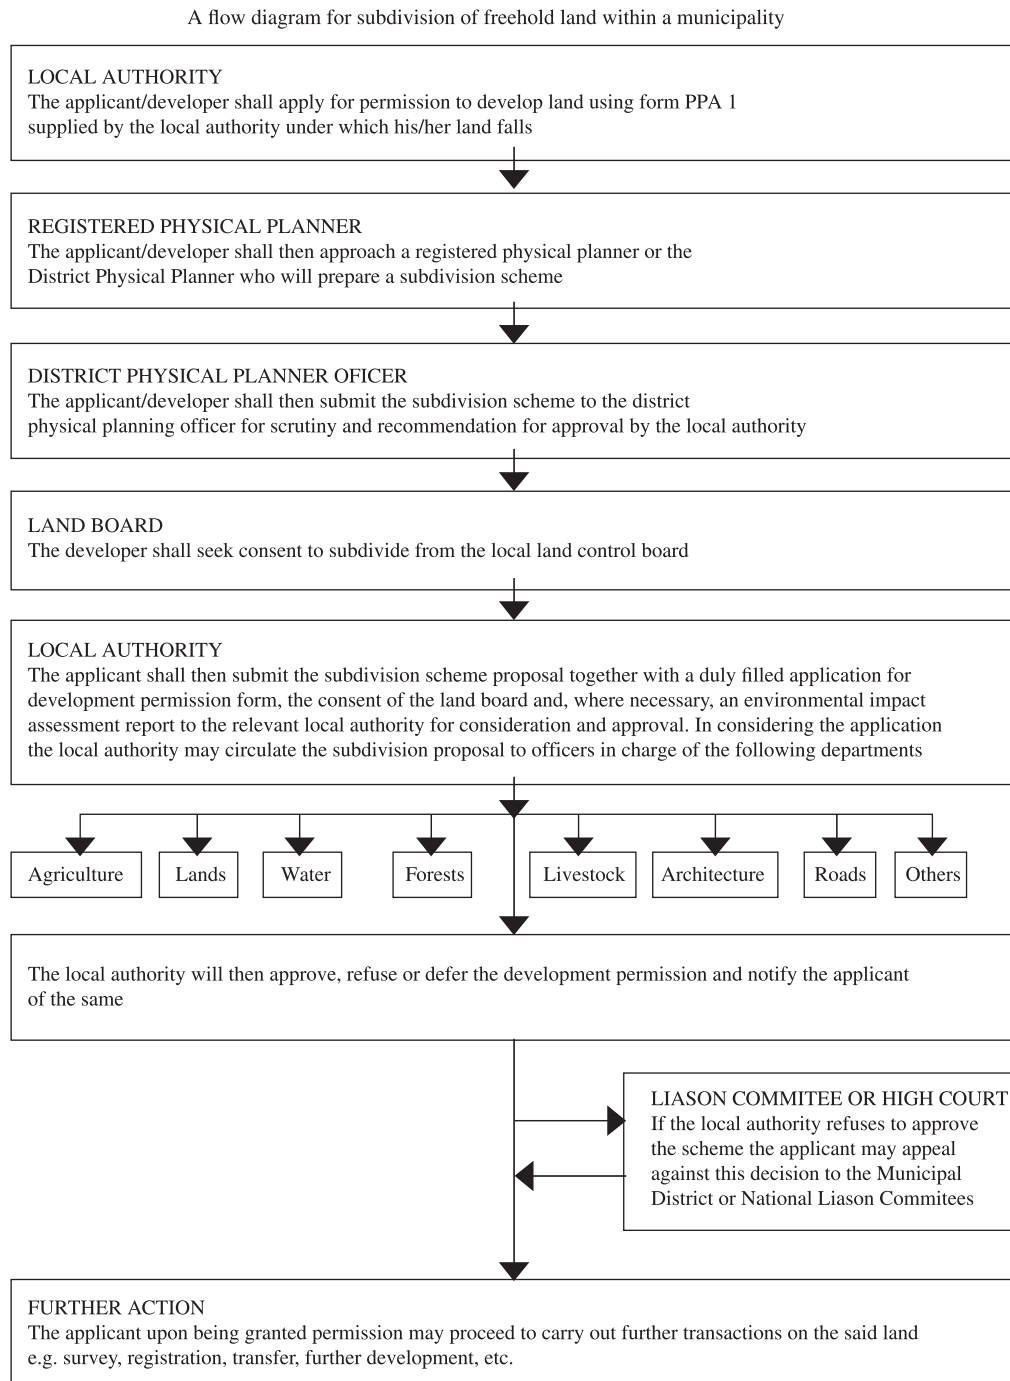 A flow diagram for subdivision of freehold land within a municipality
LOCAL AUTHORITY
The applicant/developer shall apply for permission to develop land using form PPA 1
supplied by the local authority under which his/her land falls
REGISTERED PHYSICAL PLANNER
The applicant/developer shall then approach a registered physical planner or the
District Physical Planner who will prepare a subdivision scheme
DISTRICT PHYSICAL PLANNER OFICER
The applicant/developer shall then submit the subdivision scheme to the district
physical planning officer for scrutiny and recommendation for approval by the local authority
LAND BOARD
The developer shall seek consent to subdivide from the local land control board
LOCAL AUTHORITY
The applicant shall then submit the subdivision scheme proposal together with a duly filled application for
development permission form, the consent of the land board and, where necessary, an environmental impact
assessment report to the relevant local authority for consideration and approval. In considering the application
the local authority may circulate the subdivision proposal to officers in charge of the following departments
Agriculture
Lands
Water
Forests
Livestock
Architecture
Roads
Others
The local authority will then approve, refuse or defer the development permission and notify the applicant
of the same
LIASON COMMITEE OR HIGH COURT
If the local authority refuses to approve
the scheme the applicant may appeal
against this decision to the Municipal
District or National Liason Commitees
FURTHER ACTION
The applicant upon being granted permission may proceed to carry out further transactions on the said land
e.g. survey, registration, transfer, further development, etc.